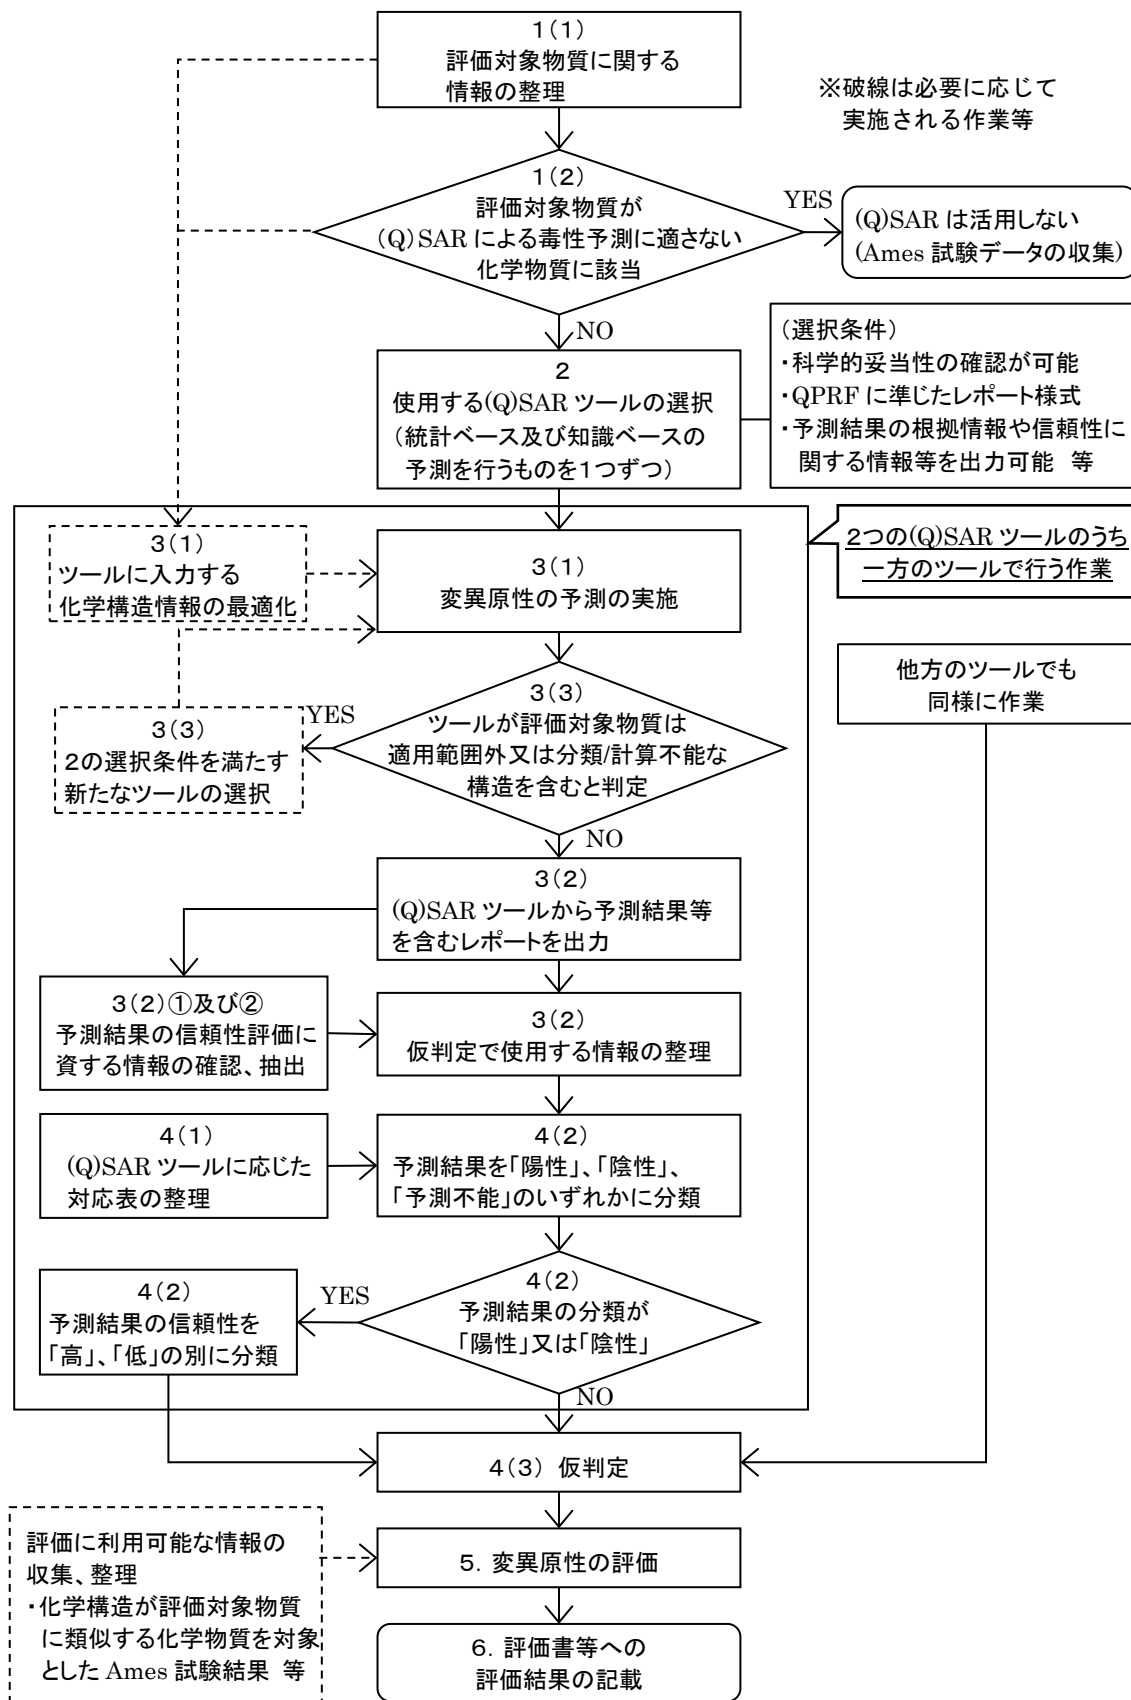 1(1)
評価対象物質に関する
情報の整理
※破線は必要に応じて
実施される作業等
1(2)
評価対象物質が
(Q)SAR による毒性予測に適さない
化学物質に該当
YES
(Q)SAR は活用しない
(Ames 試験データの収集)
NO
2
使用する(Q)SAR ツールの選択
(統計ベース及び知識ベースの
予測を行うものを1つずつ)
(選択条件)
・科学的妥当性の確認が可能
・QPRF に準じたレポート様式
・予測結果の根拠情報や信頼性に
関する情報等を出力可能 等
2つの(Q)SAR ツールのうち
一方のツールで行う作業
3(1)
ツールに入力する
化学構造情報の最適化
3(1)
変異原性の予測の実施
他方のツールでも
同様に作業
3(3)
ツールが評価対象物質は
適用範囲外又は分類/計算不能な
構造を含むと判定
YES
3(3)
2の選択条件を満たす
新たなツールの選択
NO
3(2)
(Q)SAR ツールから予測結果等
を含むレポートを出力
3(2)①及び②
予測結果の信頼性評価に
資する情報の確認、抽出
3(2)
仮判定で使用する情報の整理
4(1)
(Q)SAR ツールに応じた
対応表の整理
4(2)
予測結果を「陽性」、「陰性」、
「予測不能」のいずれかに分類
4(2)
予測結果の分類が
「陽性」又は「陰性」
YES
4(2)
予測結果の信頼性を
「高」、「低」の別に分類
NO
4(3) 仮判定
評価に利用可能な情報の
収集、整理
・化学構造が評価対象物質
に類似する化学物質を対象
とした Ames 試験結果 等
5. 変異原性の評価
6. 評価書等への
評価結果の記載